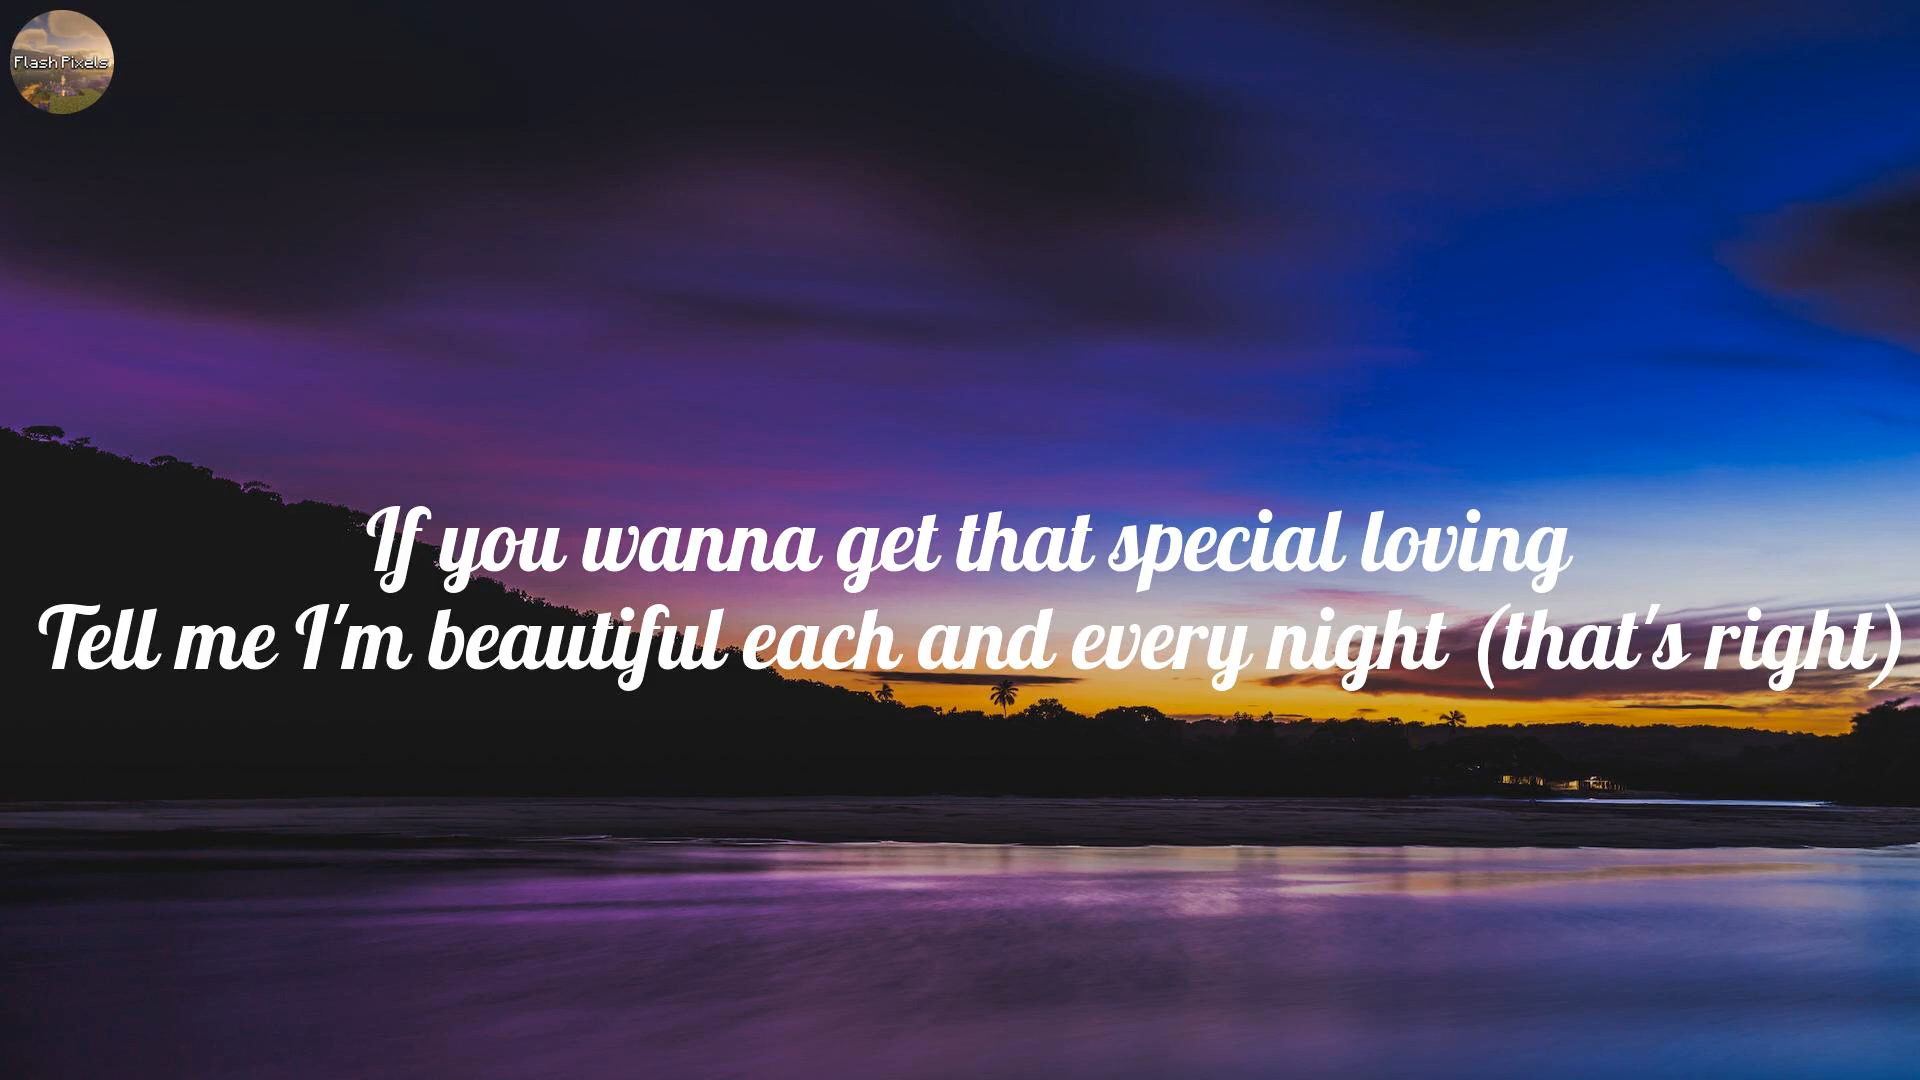 Flash Pixels
If you wanna get that special loving
Tell me I'm beautiful each and every night (that's right)